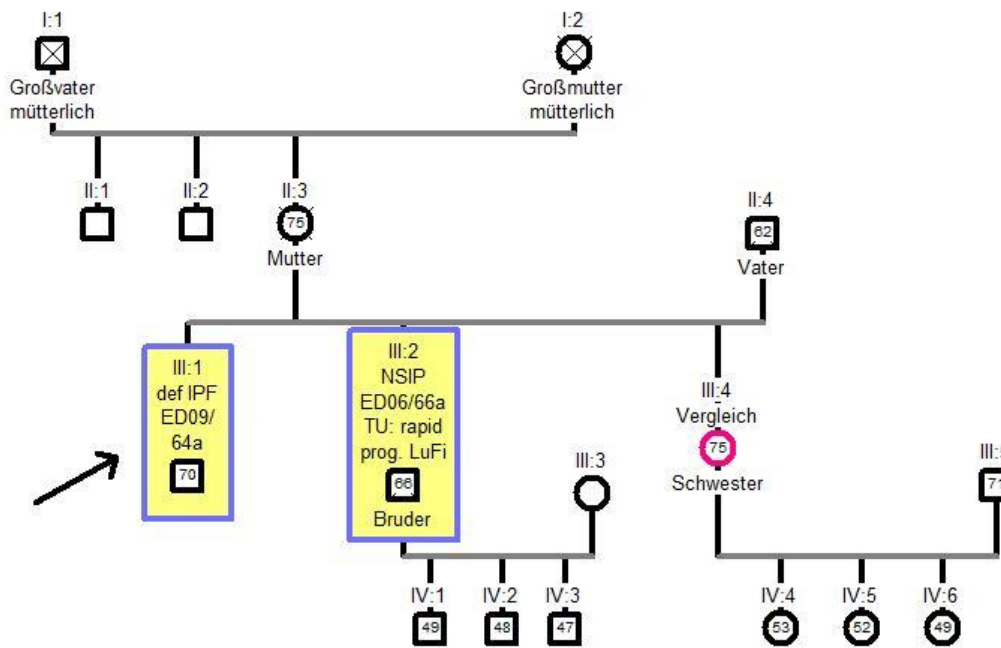 I:1
I:2
Großvater
mütterlich
Großmutter
mütterlich
II:1
II:2
II:3
75
Mutter
II:4
62
Vater
III:1
def IPF
ED09/
64a
70
III:2
NSIP
ED06/66a
TU: rapid
prog. LuFi
66
Bruder
III:3
III:4
Vergleich
75
Schwester
III:5
71
IV:1
IV:2
IV:3
49
48
47
IV:4
IV:5
IV:6
53
52
49